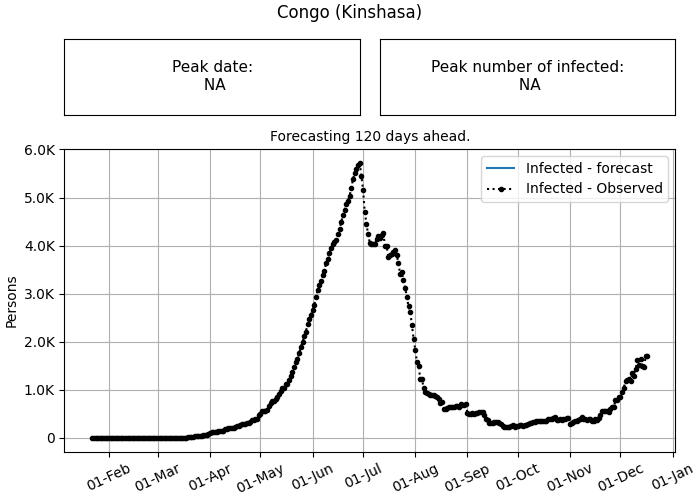 Congo (Kinshasa)
Peak date:
NA
Peak number of infected:
NA
Forecasting 120 days ahead.
6.0K
5.0K
4.0K
3.0K
2.0K
1.0K
0
Persons
Infected - forecast
Infected - Observed
01-Feb
01-Mar
01-Apr
01-May
01-Jun
01-Jul
01-Aug
01-Sep
01-Oct
01-Nov
01-Dec
01-Jan